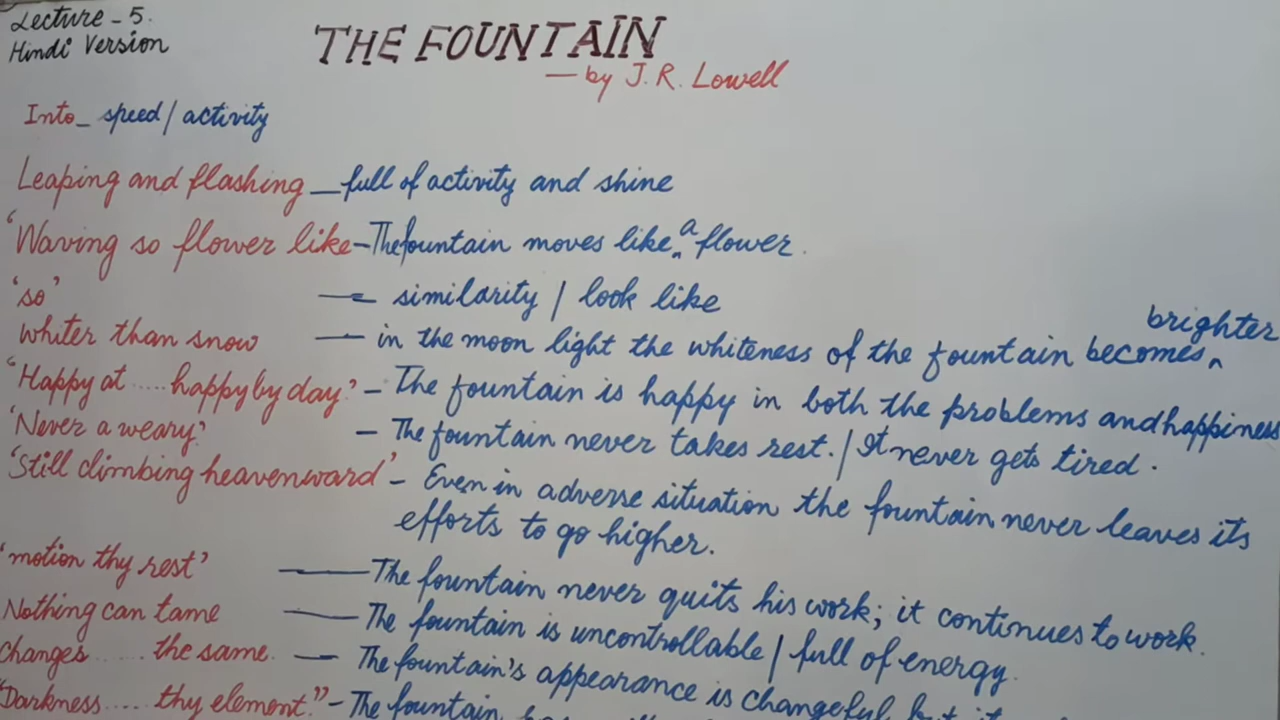 Lecture - 5.
Hindi Version
THE FOUNTAIN
— by J. R. Lowell
Into_ speed / activity
Leaping and flashing — full of activity and shine
'Waving so flower like - The fountain moves like a flower.
'so' — similarity / look like
whiter than snow — in the moon light the whiteness of the fountain becomes brighter
'Happy at .... happy by day?' - The fountain is happy in both the problems and happiness
'Never a weary?' - The fountain never takes rest. / It never gets tired.
'Still climbing heavenward' - Even in adverse situation the fountain never leaves its
efforts to go higher.
'motion thy rest' — The fountain never quits his work; it continues to work.
Nothing can tame — The fountain is uncontrollable / full of energy.
Changes ...... the same. — The fountain's appearance is changeful but it
"Darkness .... thy element." - The fountain